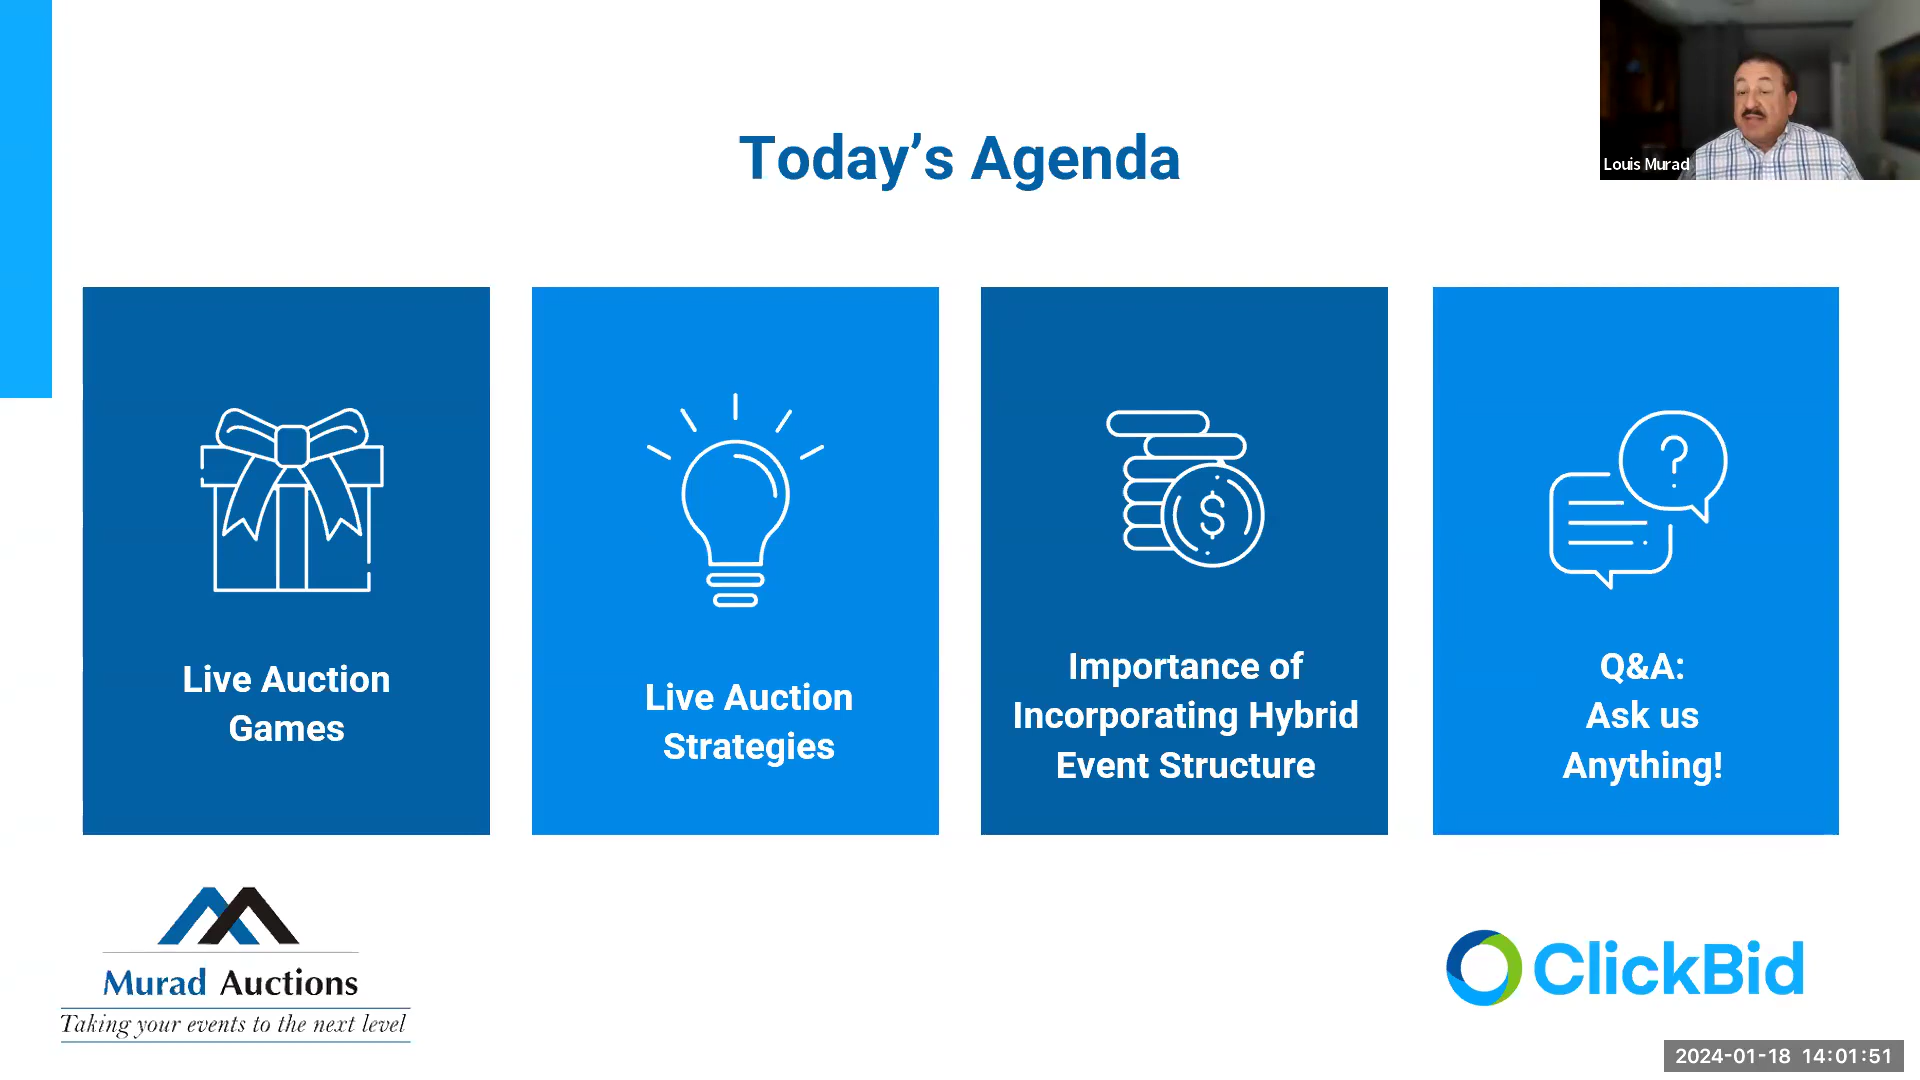 Today's Agenda
Louis Murad
Live Auction
Games
Live Auction
Strategies
$
Importance of
Incorporating Hybrid
Event Structure
?
Q&A:
Ask us
Anything!
Murad Auctions
Taking your events to the next level
ClickBid
2024-01-18 14:01:51